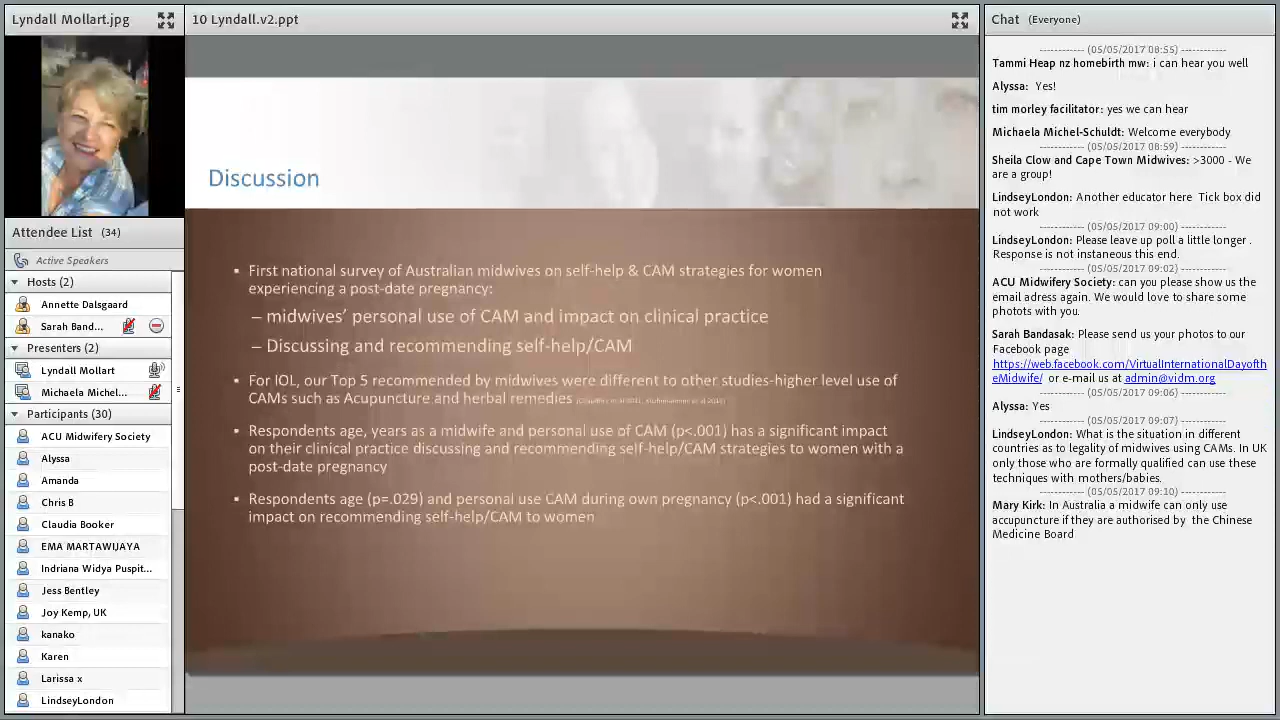 Lyndall Mollart.jpg
10 Lyndall.v2.ppt
Chat (Everyone)
Attendee List (34)
Active Speakers
Hosts (2)
Annette Dalsgaard
Sarah Band...
Presenters (2)
Lyndall Mollart
Michaela Michel...
Participants (30)
ACU Midwifery Society
Alyssa
Amanda
Chris B
Claudia Booker
EMA MARTAWIJAYA
Indriana Widya Puspit...
Jess Bentley
Joy Kemp, UK
kanako
Karen
Larissa x
LindseyLondon
Discussion
▪ First national survey of Australian midwives on self-help & CAM strategies for women
experiencing a post-date pregnancy:
– midwives’ personal use of CAM and impact on clinical practice
– Discussing and recommending self-help/CAM
▪ For IOL, our Top 5 recommended by midwives were different to other studies-higher level use of
CAMs such as Acupuncture and herbal remedies
▪ Respondents age, years as a midwife and personal use of CAM (p<.001) has a significant impact
on their clinical practice discussing and recommending self-help/CAM strategies to women with a
post-date pregnancy
▪ Respondents age (p=.029) and personal use CAM during own pregnancy (p<.001) had a significant
impact on recommending self-help/CAM to women
------------ (05/05/2017 08:55) ------------
Tammi Heap nz homebirth mw: i can hear you well
Alyssa: Yes!
tim morley facilitator: yes we can hear
Michaela Michel-Schuldt: Welcome everybody
------------ (05/05/2017 08:59) ------------
Sheila Clow and Cape Town Midwives: >3000 - We
are a group!
LindseyLondon: Another educator here Tick box did
not work
------------ (05/05/2017 09:00) ------------
LindseyLondon: Please leave up poll a little longer .
Response is not instaneous this end.
------------ (05/05/2017 09:02) ------------
ACU Midwifery Society: can you please show us the
email adress again. We would love to share some
photots with you.
Sarah Bandasak: Please send us your photos to our
Facebook page
https://web.facebook.com/VirtualInternationalDayofth
eMidwife/ or e-mail us at admin@vidm.org
------------ (05/05/2017 09:06) ------------
Alyssa: Yes
------------ (05/05/2017 09:07) ------------
LindseyLondon: What is the situation in different
countries as to legality of midwives using CAMs. In UK
only those who are formally qualified can use these
techniques with mothers/babies.
------------ (05/05/2017 09:10) ------------
Mary Kirk: In Australia a midwife can only use
accupuncture if they are authorised by the Chinese
Medicine Board